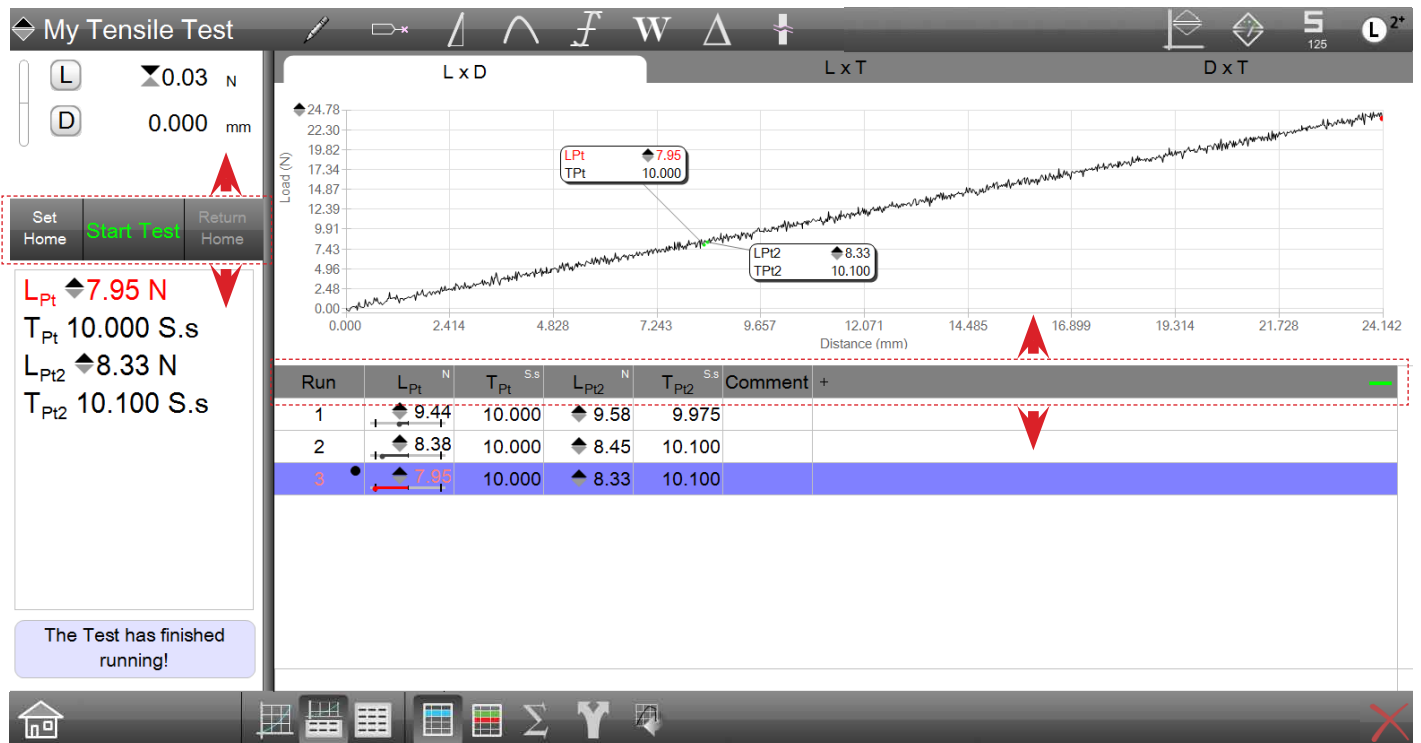 My Tensile Test
W
S
125
L 2+
L 0.03 N
D 0.000 mm
Set Home
Start Test
Return Home
LPt 7.95 N
TPt 10.000 S.s
LPt2 8.33 N
TPt2 10.100 S.s
The Test has finished
running!
L x D
L x T
D x T
24.78
22.30
19.82
17.34
14.87
12.39
9.91
7.43
4.96
2.48
0.00
Load (N)
LPt 7.95
TPt 10.000
LPt2 8.33
TPt2 10.100
0.000 2.414 4.828 7.243 9.657 12.071 14.485 16.899 19.314 21.728 24.142
Distance (mm)
Run LPt N TPt S.s LPt2 N TPt2 S.s Comment +
1 9.44 10.000 9.58 9.975
2 8.38 10.000 8.45 10.100
3 7.95 10.000 8.33 10.100
Σ